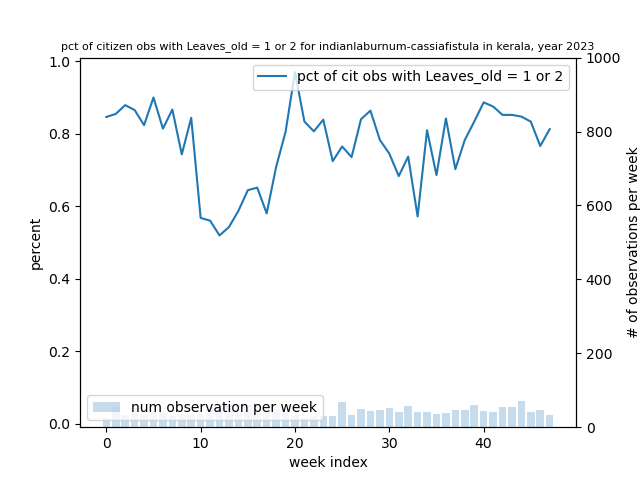 pct of citizen obs with Leaves_old = 1 or 2 for indianlaburnum-cassiafistula in kerala, year 2023
pct of cit obs with Leaves_old = 1 or 2
1.0
0.8
0.6
0.4
0.2
0.0
percent
1000
800
600
400
200
0
# of observations per week
num observation per week
0 10 20 30 40
week index